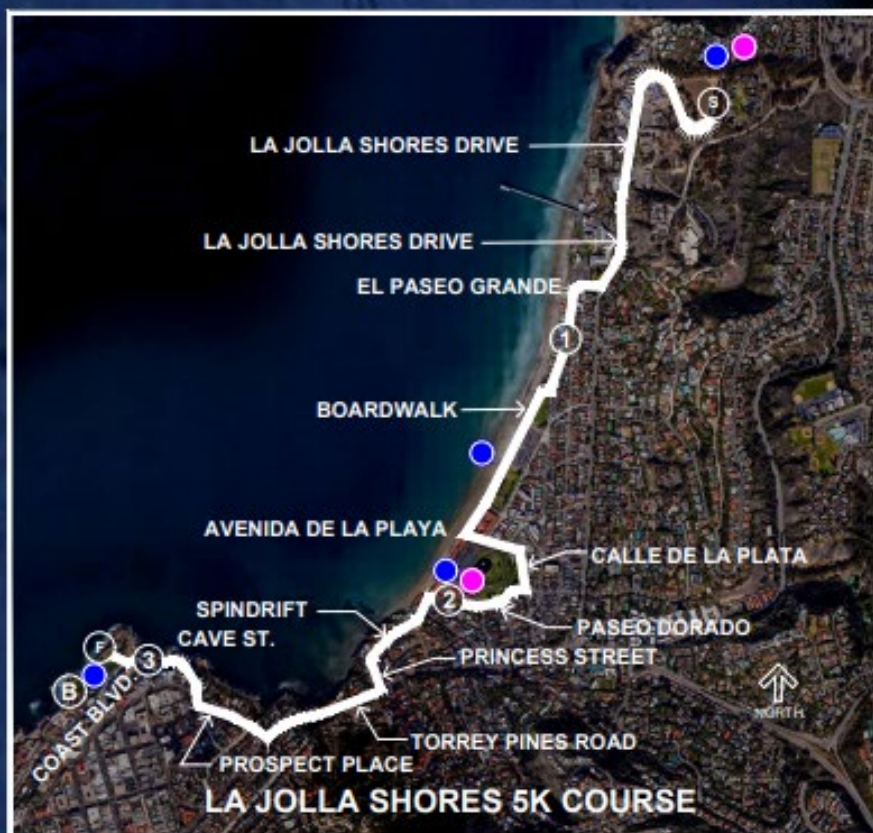 S
LA JOLLA SHORES DRIVE
LA JOLLA SHORES DRIVE
EL PASEO GRANDE
1
BOARDWALK
AVENIDA DE LA PLAYA
CALLE DE LA PLATA
2
SPINDRIFT
PASEO DORADO
CAVE ST.
F
3
PRINCESS STREET
B
COAST BLVD.
NORTH
TORREY PINES ROAD
PROSPECT PLACE
LA JOLLA SHORES 5K COURSE